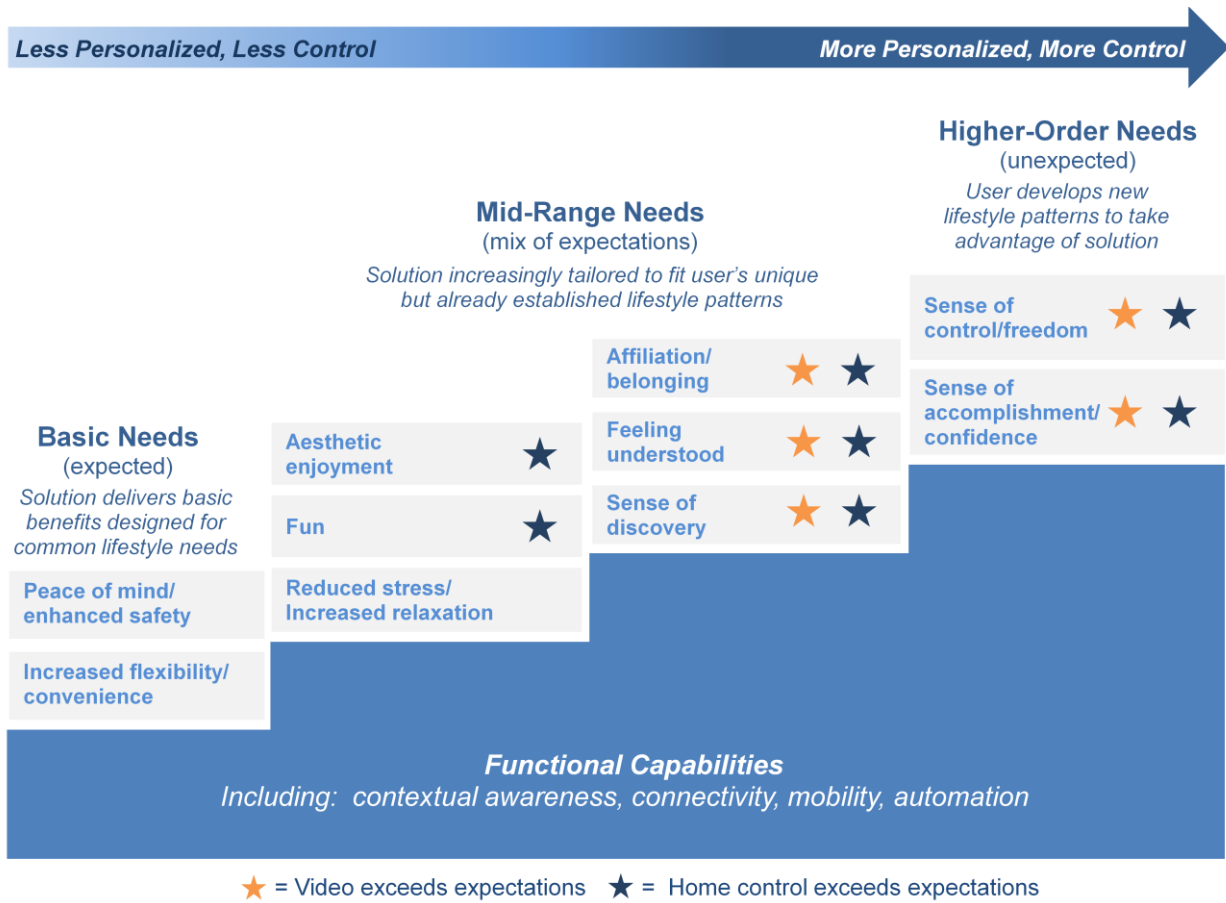 Less Personalized, Less Control
More Personalized, More Control
Higher-Order Needs
(unexpected)
User develops new
lifestyle patterns to take
advantage of solution
Mid-Range Needs
(mix of expectations)
Solution increasingly tailored to fit user’s unique
but already established lifestyle patterns
Basic Needs
(expected)
Solution delivers basic
benefits designed for
common lifestyle needs
Peace of mind/
enhanced safety
Increased flexibility/
convenience
Aesthetic
enjoyment
Fun
Reduced stress/
Increased relaxation
Affiliation/
belonging
Feeling
understood
Sense of
discovery
Sense of
control/freedom
Sense of
accomplishment/
confidence
Functional Capabilities
Including: contextual awareness, connectivity, mobility, automation
= Video exceeds expectations
= Home control exceeds expectations